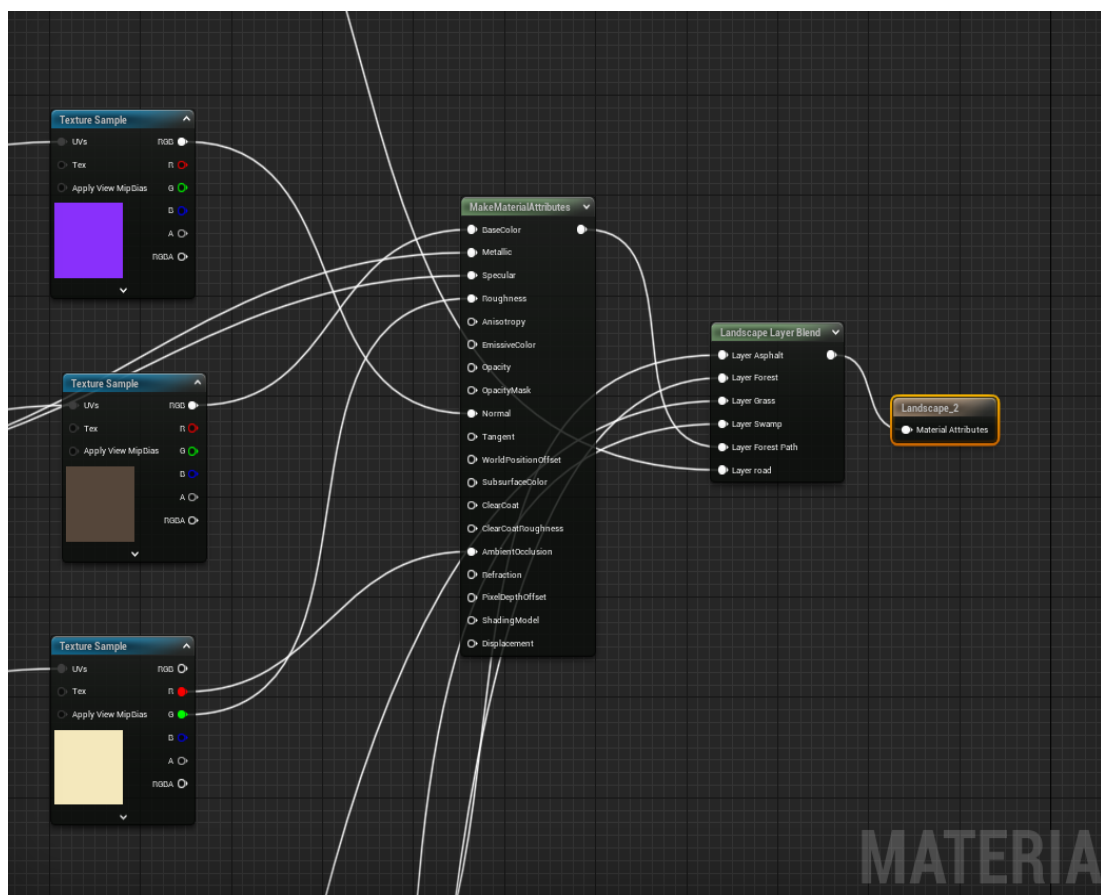 Texture Sample
UVs RGB
Tex R
Apply View MipBias G
B
A
RGBA
Texture Sample
UVs RGB
Tex R
Apply View MipBias G
B
A
RGBA
Texture Sample
UVs RGB
Tex R
Apply View MipBias G
B
A
RGBA
MakeMaterialAttributes
BaseColor
Metallic
Specular
Roughness
Anisotropy
EmissiveColor
Opacity
OpacityMask
Normal
Tangent
WorldPositionOffset
SubsurfaceColor
ClearCoat
ClearCoatRoughness
AmbientOcclusion
Refraction
PixelDepthOffset
ShadingModel
Displacement
Landscape Layer Blend
Layer Asphalt
Layer Forest
Layer Grass
Layer Swamp
Layer Forest Path
Layer road
Landscape_2
Material Attributes
MATERIA